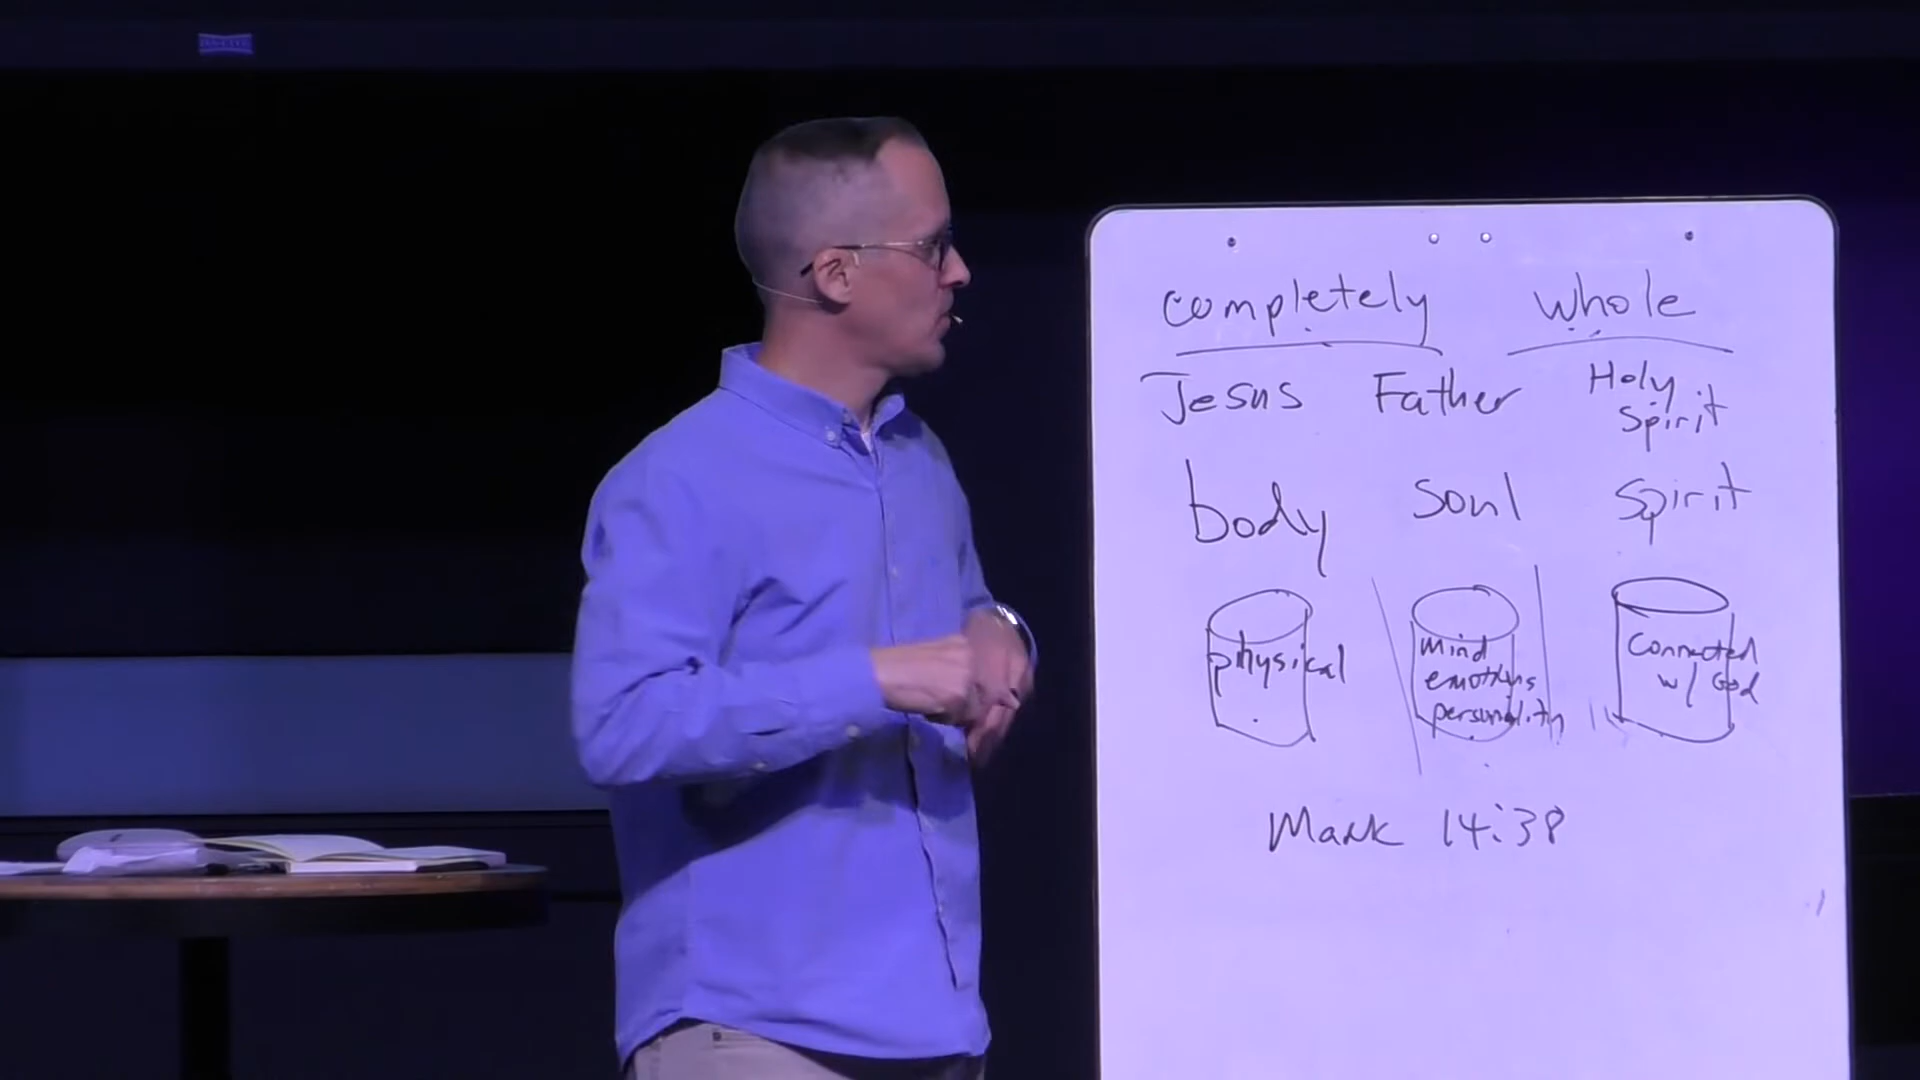 completely whole
Jesus Father Holy Spirit
body soul spirit
physical
mind
emotions
personality
connected
w/ God
Mark 14:38